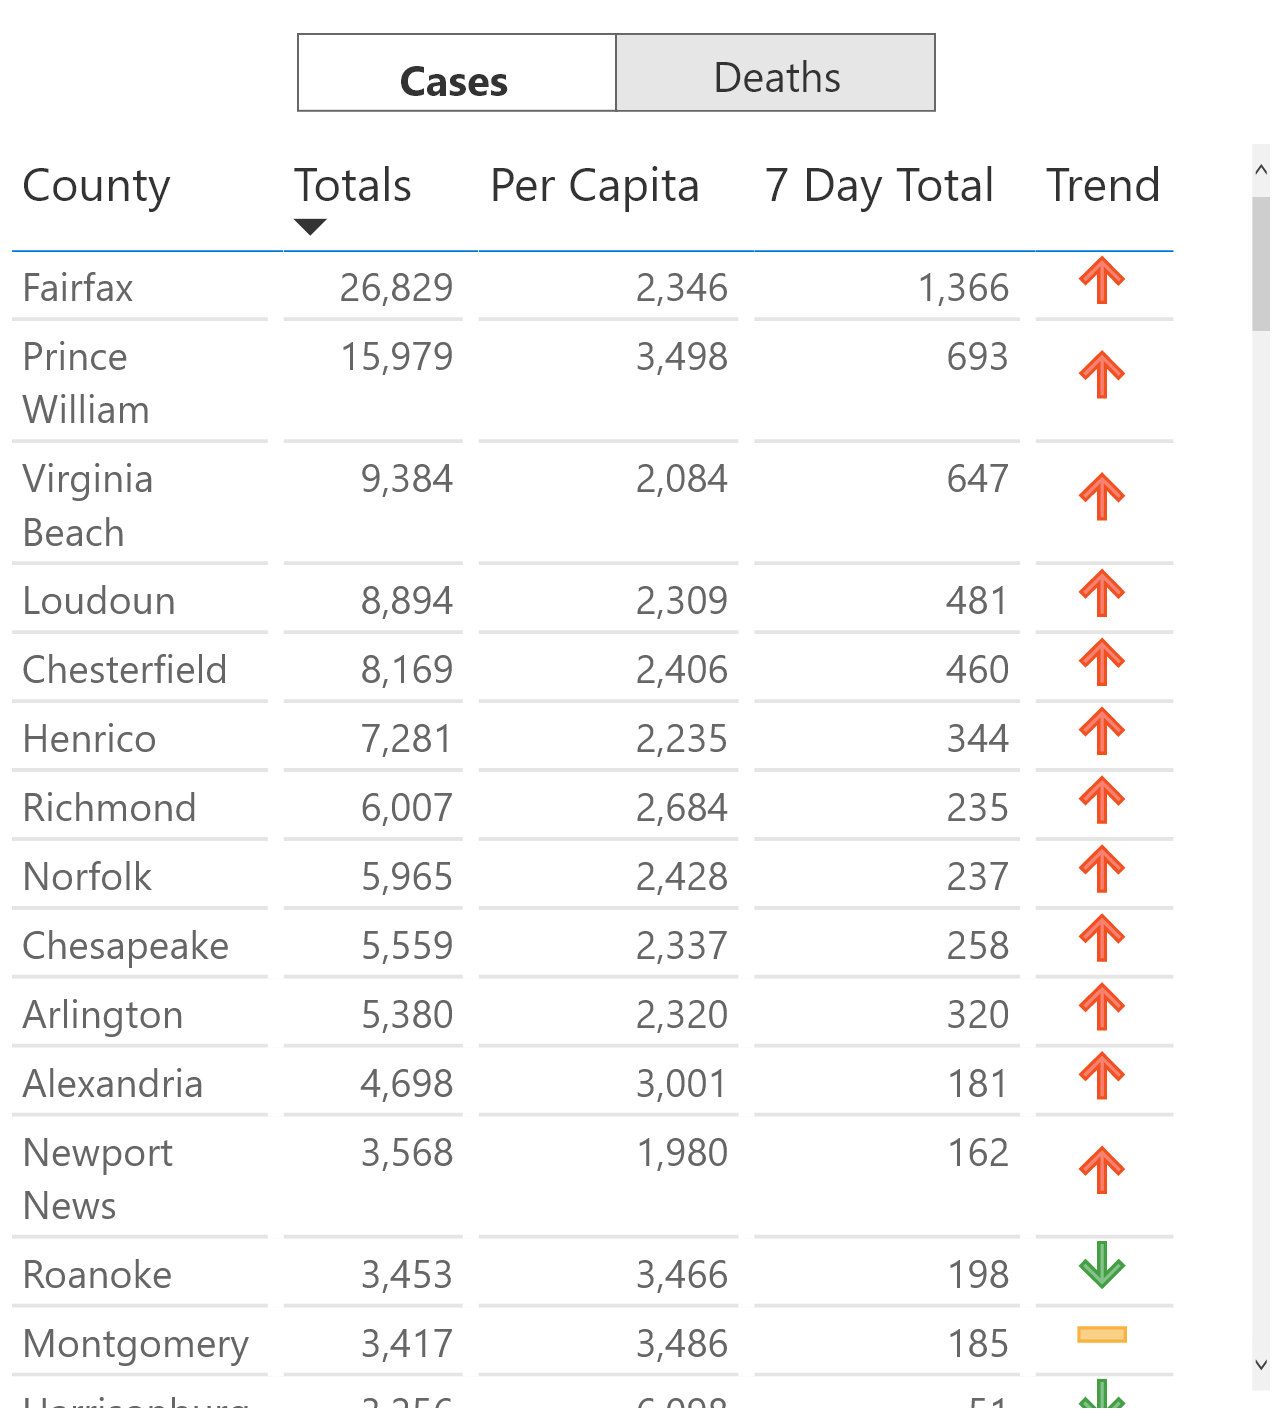 Cases Deaths
County Totals Per Capita 7 Day Total Trend
Fairfax 26,829 2,346 1,366
Prince 15,979 3,498 693
William
Virginia 9,384 2,084 647
Beach
Loudoun 8,894 2,309 481
Chesterfield 8,169 2,406 460
Henrico 7,281 2,235 344
Richmond 6,007 2,684 235
Norfolk 5,965 2,428 237
Chesapeake 5,559 2,337 258
Arlington 5,380 2,320 320
Alexandria 4,698 3,001 181
Newport 3,568 1,980 162
News
Roanoke 3,453 3,466 198
Montgomery 3,417 3,486 185